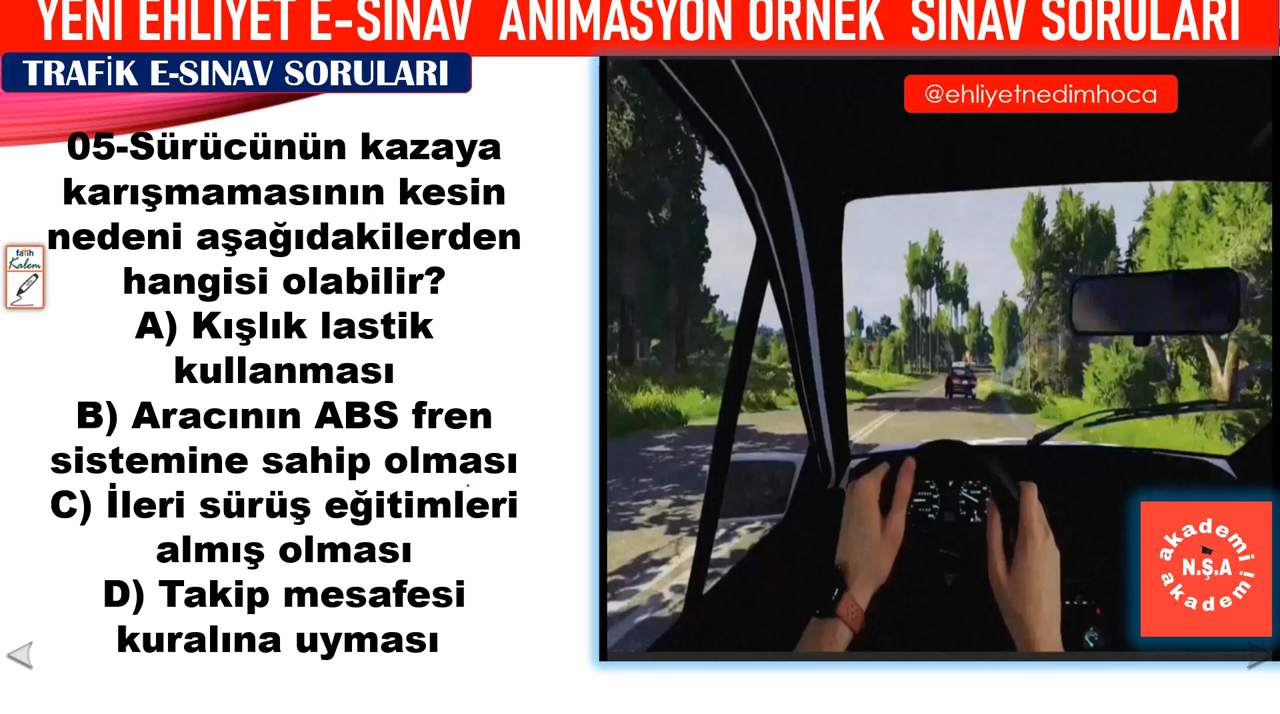 YENİ EHLİYET E-SINAV ANİMASYON ÖRNEK SINAV SORULARI
TRAFİK E-SINAV SORULARI
@ehliyetnedimhoca
05-Sürücünün kazaya
karışmamasının kesin
nedeni aşağıdakilerden
hangisi olabilir?
A) Kışlık lastik
kullanması
B) Aracının ABS fren
sistemine sahip olması
C) İleri sürüş eğitimleri
almış olması
D) Takip mesafesi
kuralına uyması
fatih
Kalem
akademi
N.Ş.A
akademi